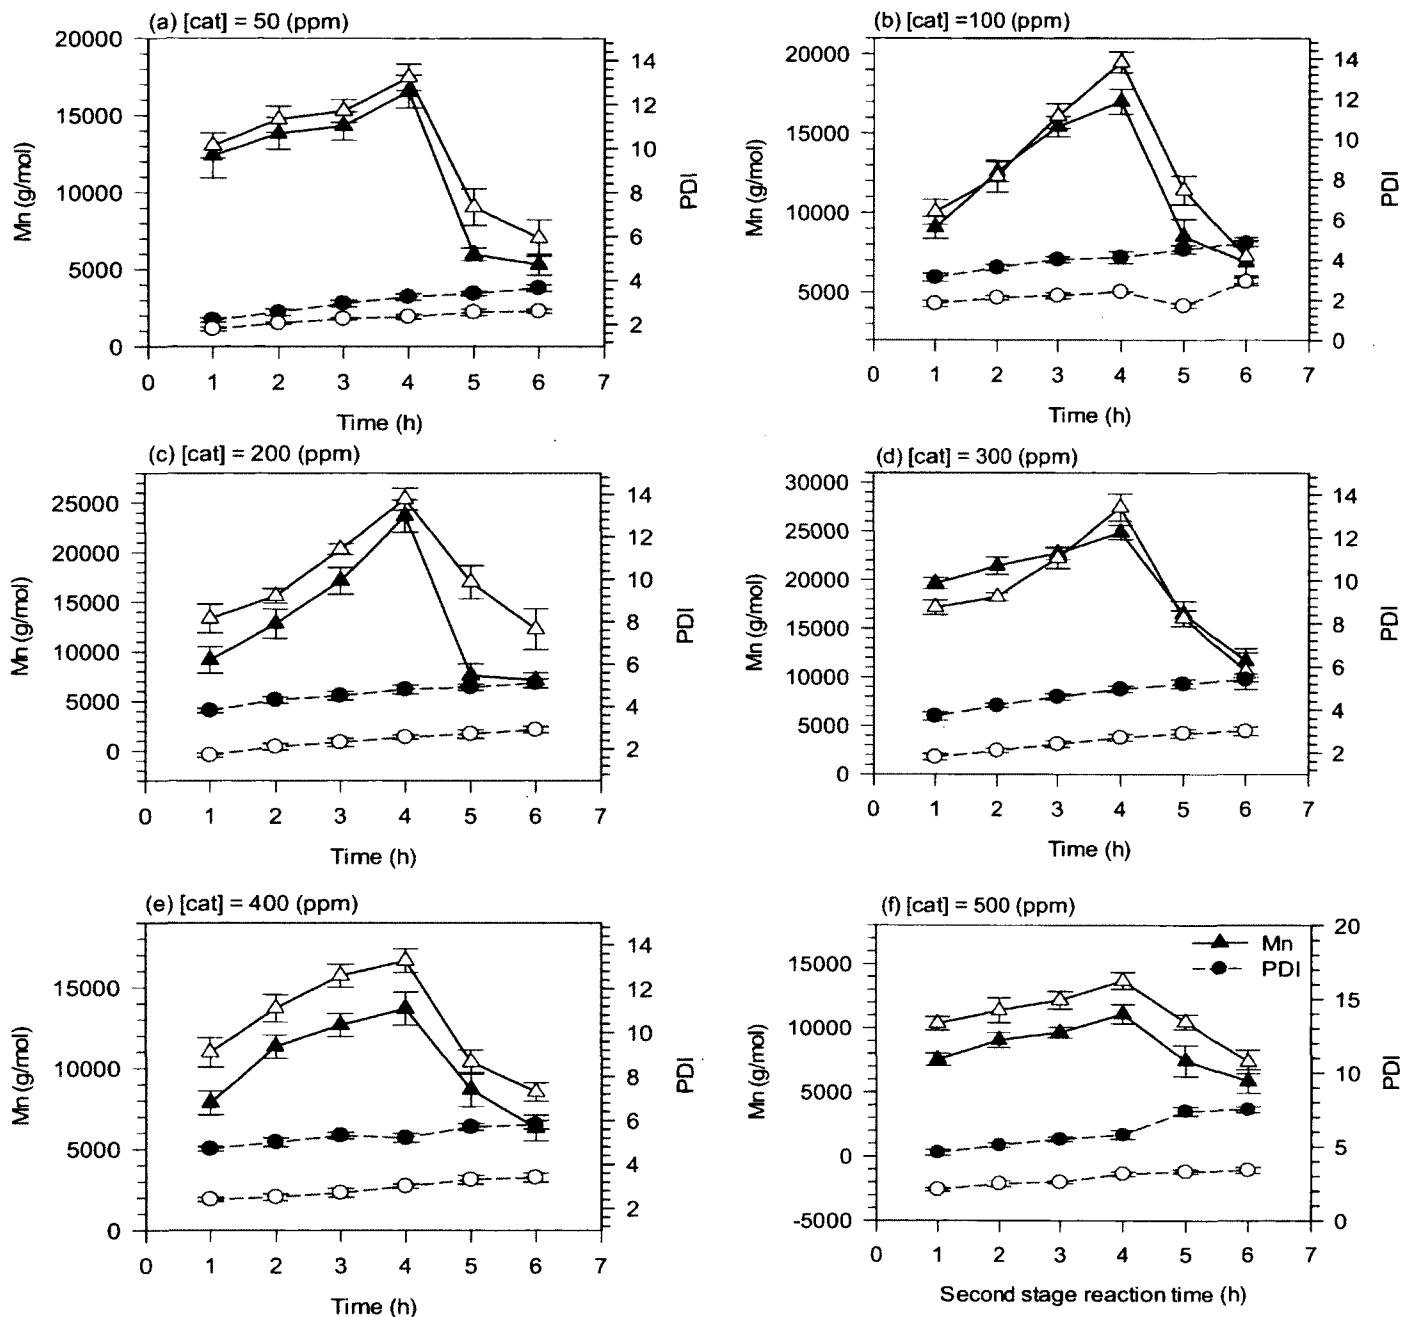 (a) [cat] = 50 (ppm)
20000
15000
10000
5000
0
Mn (g/mol)
14
12
10
8
6
4
2
PDI
0 1 2 3 4 5 6 7
Time (h)
(b) [cat] =100 (ppm)
20000
15000
10000
5000
Mn (g/mol)
14
12
10
8
6
4
2
0
PDI
0 1 2 3 4 5 6 7
Time (h)
(c) [cat] = 200 (ppm)
25000
20000
15000
10000
5000
0
Mn (g/mol)
14
12
10
8
6
4
2
PDI
0 1 2 3 4 5 6 7
Time (h)
(d) [cat] = 300 (ppm)
30000
25000
20000
15000
10000
5000
0
Mn (g/mol)
14
12
10
8
6
4
2
PDI
0 1 2 3 4 5 6 7
Time (h)
(e) [cat] = 400 (ppm)
15000
10000
5000
0
Mn (g/mol)
14
12
10
8
6
4
2
PDI
0 1 2 3 4 5 6 7
Time (h)
(f) [cat] = 500 (ppm)
Mn
PDI
15000
10000
5000
0
-5000
Mn (g/mol)
20
15
10
5
0
PDI
0 1 2 3 4 5 6 7
Second stage reaction time (h)